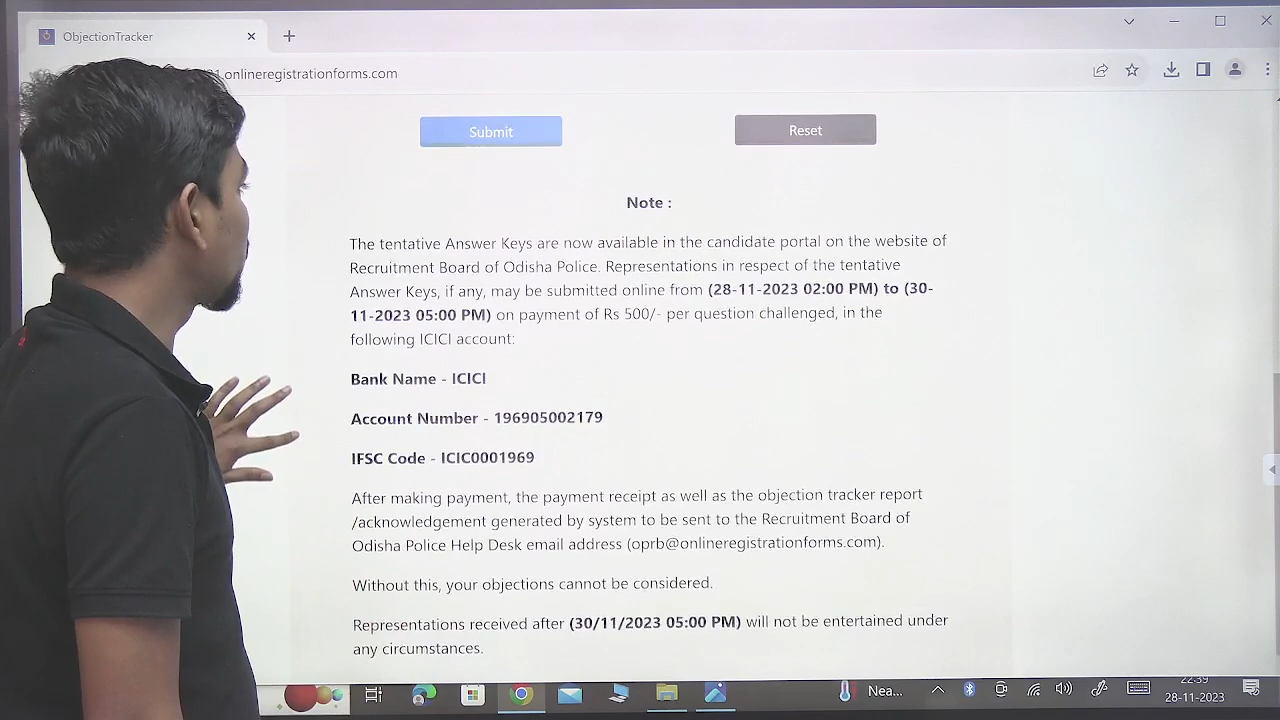 ObjectionTracker
onlineregistrationforms.com
Submit
Reset
Note :
The tentative Answer Keys are now available in the candidate portal on the website of
Recruitment Board of Odisha Police. Representations in respect of the tentative
Answer Keys, if any, may be submitted online from (28-11-2023 02:00 PM) to (30-
11-2023 05:00 PM) on payment of Rs 500/- per question challenged, in the
following ICICI account:
Bank Name - ICICI
Account Number - 196905002179
IFSC Code - ICIC0001969
After making payment, the payment receipt as well as the objection tracker report
/acknowledgement generated by system to be sent to the Recruitment Board of
Odisha Police Help Desk email address (oprb@onlineregistrationforms.com).
Without this, your objections cannot be considered.
Representations received after (30/11/2023 05:00 PM) will not be entertained under
any circumstances.
Nea...
22:39
28-11-2023